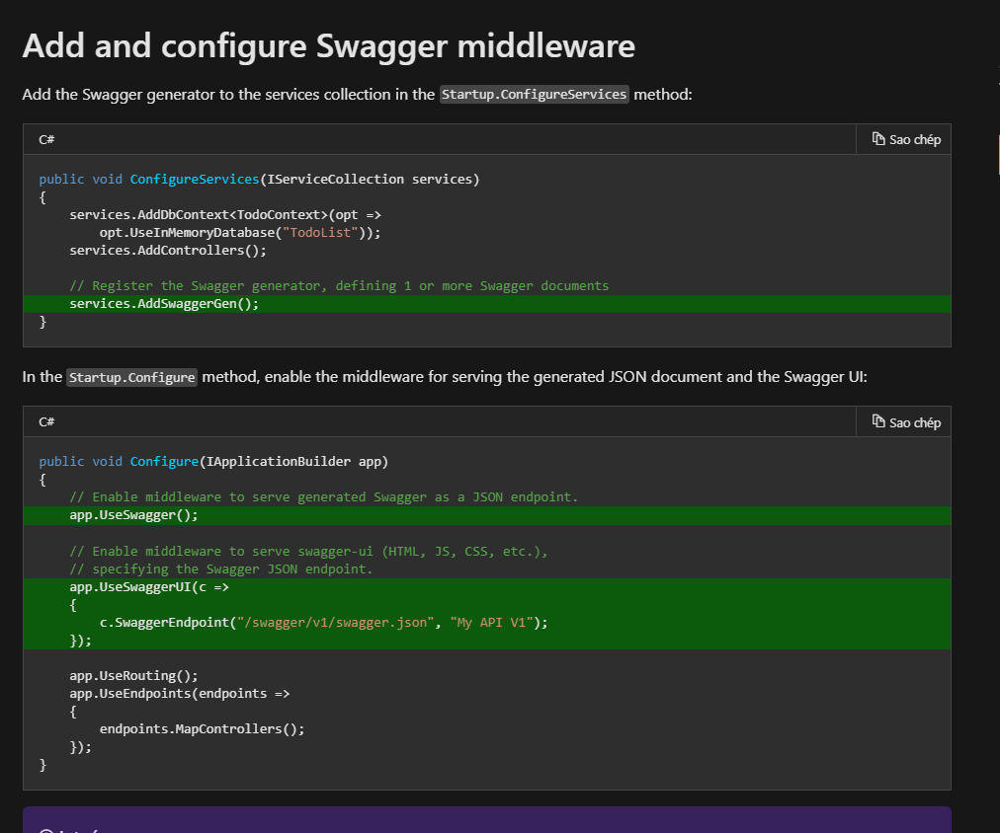 Add and configure Swagger middleware
Add the Swagger generator to the services collection in the Startup.ConfigureServices method:
C#
Sao chép
public void ConfigureServices(IServiceCollection services)
{
    services.AddDbContext<TodoContext>(opt =>
        opt.UseInMemoryDatabase("TodoList"));
    services.AddControllers();
    // Register the Swagger generator, defining 1 or more Swagger documents
    services.AddSwaggerGen();
}
In the Startup.Configure method, enable the middleware for serving the generated JSON document and the Swagger UI:
C#
Sao chép
public void Configure(IApplicationBuilder app)
{
    // Enable middleware to serve generated Swagger as a JSON endpoint.
    app.UseSwagger();
    // Enable middleware to serve swagger-ui (HTML, JS, CSS, etc.),
    // specifying the Swagger JSON endpoint.
    app.UseSwaggerUI(c =>
    {
        c.SwaggerEndpoint("/swagger/v1/swagger.json", "My API V1");
    });
    app.UseRouting();
    app.UseEndpoints(endpoints =>
    {
        endpoints.MapControllers();
    });
}